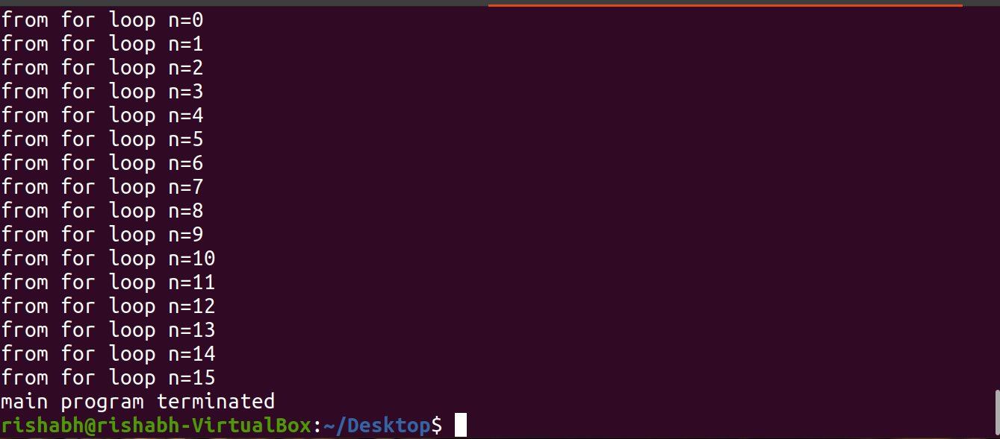 from for loop n=0
from for loop n=1
from for loop n=2
from for loop n=3
from for loop n=4
from for loop n=5
from for loop n=6
from for loop n=7
from for loop n=8
from for loop n=9
from for loop n=10
from for loop n=11
from for loop n=12
from for loop n=13
from for loop n=14
from for loop n=15
main program terminated
rishabh@rishabh-VirtualBox:~/Desktop$